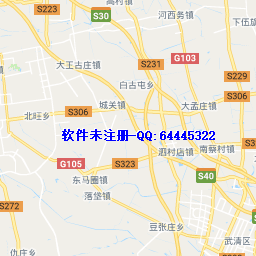 S223
高村镇
S30
河西务镇
下伍旗
G103
S231
大王古庄镇
白古屯乡
S229
城关镇
大孟庄镇
S306
S306
北旺乡
软件未注册-QQ:64445322
泗村店镇
南蔡村镇
G105
S323
东马圈镇
S40
落垡镇
S272
豆张庄乡
武清区
仇庄乡